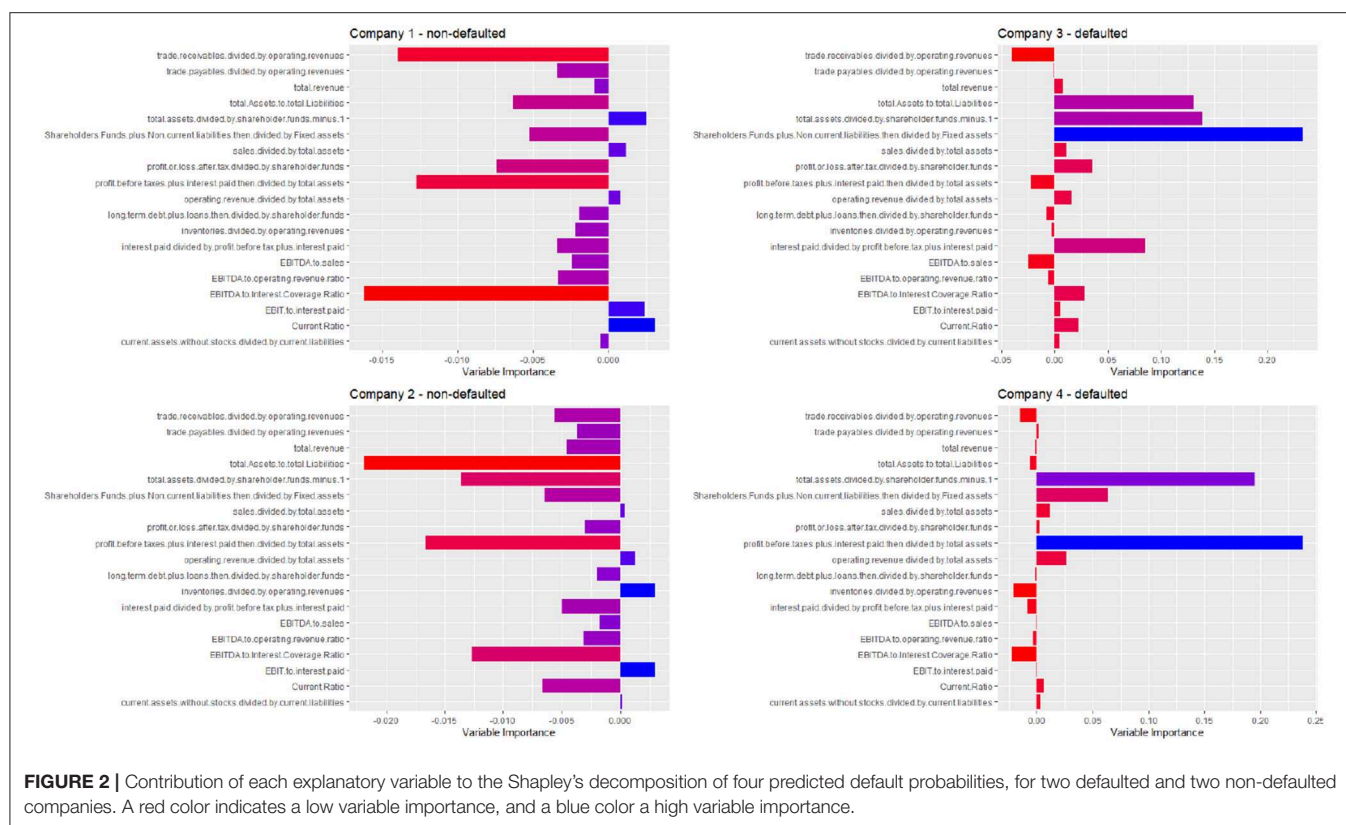 Company 1 - non-defaulted
trade.receivables.divided.by.operating.revenues
trade.payables.divided.by.operating.revenues
total.revenue
total.Assets.to.total.Liabilities
total.assets.divided.by.shareholder.funds.minus.1
Shareholders.Funds.plus.Non.current.liabilities.then.divided.by.Fixed.assets
sales.divided.by.total.assets
profit.or.loss.after.tax.divided.by.shareholder.funds
profit.before.taxes.plus.interest.paid.then.divided.by.total.assets
operating.revenue.divided.by.total.assets
long.term.debt.plus.loans.then.divided.by.shareholder.funds
inventories.divided.by.operating.revenues
interest.paid.divided.by.profit.before.tax.plus.interest.paid
EBITDA.to.sales
EBITDA.to.operating.revenue.ratio
EBITDA.to.Interest.Coverage.Ratio
EBIT.to.interest.paid
Current.Ratio
current.assets.without.stocks.divided.by.current.liabilities
-0.015 -0.010 -0.005 0.000
Variable Importance
Company 3 - defaulted
trade.receivables.divided.by.operating.revenues
trade.payables.divided.by.operating.revenues
total.revenue
total.Assets.to.total.Liabilities
total.assets.divided.by.shareholder.funds.minus.1
Shareholders.Funds.plus.Non.current.liabilities.then.divided.by.Fixed.assets
sales.divided.by.total.assets
profit.or.loss.after.tax.divided.by.shareholder.funds
profit.before.taxes.plus.interest.paid.then.divided.by.total.assets
operating.revenue.divided.by.total.assets
long.term.debt.plus.loans.then.divided.by.shareholder.funds
inventories.divided.by.operating.revenues
interest.paid.divided.by.profit.before.tax.plus.interest.paid
EBITDA.to.sales
EBITDA.to.operating.revenue.ratio
EBITDA.to.Interest.Coverage.Ratio
EBIT.to.interest.paid
Current.Ratio
current.assets.without.stocks.divided.by.current.liabilities
-0.05 0.00 0.05 0.10 0.15 0.20
Variable Importance
Company 2 - non-defaulted
trade.receivables.divided.by.operating.revenues
trade.payables.divided.by.operating.revenues
total.revenue
total.Assets.to.total.Liabilities
total.assets.divided.by.shareholder.funds.minus.1
Shareholders.Funds.plus.Non.current.liabilities.then.divided.by.Fixed.assets
sales.divided.by.total.assets
profit.or.loss.after.tax.divided.by.shareholder.funds
profit.before.taxes.plus.interest.paid.then.divided.by.total.assets
operating.revenue.divided.by.total.assets
long.term.debt.plus.loans.then.divided.by.shareholder.funds
inventories.divided.by.operating.revenues
interest.paid.divided.by.profit.before.tax.plus.interest.paid
EBITDA.to.sales
EBITDA.to.operating.revenue.ratio
EBITDA.to.Interest.Coverage.Ratio
EBIT.to.interest.paid
Current.Ratio
current.assets.without.stocks.divided.by.current.liabilities
-0.020 -0.015 -0.010 -0.005 0.000
Variable Importance
Company 4 - defaulted
trade.receivables.divided.by.operating.revenues
trade.payables.divided.by.operating.revenues
total.revenue
total.Assets.to.total.Liabilities
total.assets.divided.by.shareholder.funds.minus.1
Shareholders.Funds.plus.Non.current.liabilities.then.divided.by.Fixed.assets
sales.divided.by.total.assets
profit.or.loss.after.tax.divided.by.shareholder.funds
profit.before.taxes.plus.interest.paid.then.divided.by.total.assets
operating.revenue.divided.by.total.assets
long.term.debt.plus.loans.then.divided.by.shareholder.funds
inventories.divided.by.operating.revenues
interest.paid.divided.by.profit.before.tax.plus.interest.paid
EBITDA.to.sales
EBITDA.to.operating.revenue.ratio
EBITDA.to.Interest.Coverage.Ratio
EBIT.to.interest.paid
Current.Ratio
current.assets.without.stocks.divided.by.current.liabilities
0.00 0.05 0.10 0.15 0.20 0.25
Variable Importance
FIGURE 2 | Contribution of each explanatory variable to the Shapley's decomposition of four predicted default probabilities, for two defaulted and two non-defaulted
companies. A red color indicates a low variable importance, and a blue color a high variable importance.